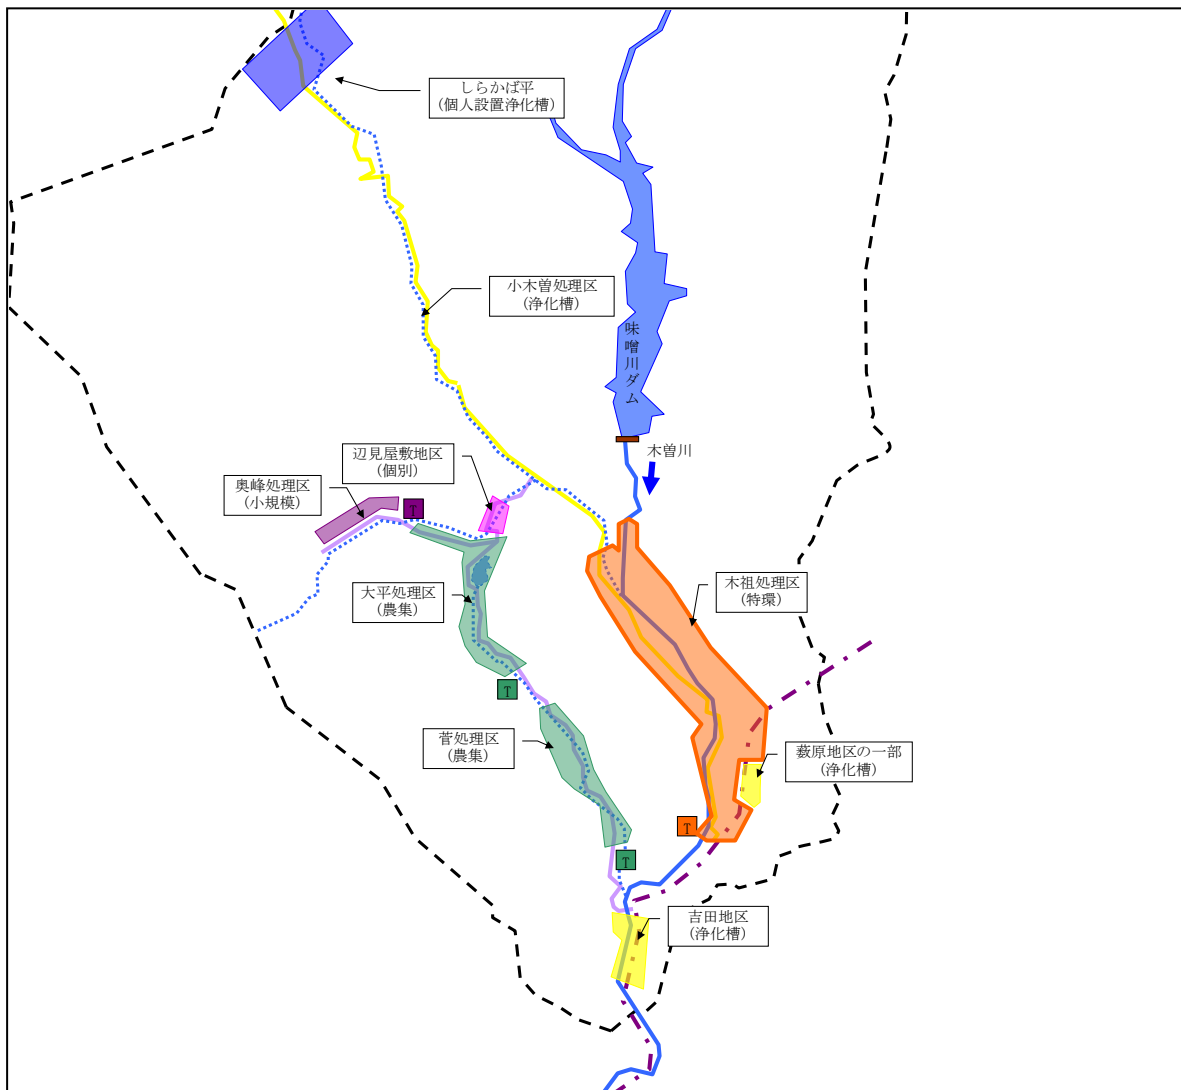 しらかば平
（個人設置浄化槽）
小木曽処理区
（浄化槽）
味噌川ダム
木曽川
辺見屋敷地区
（個別）
奥峰処理区
（小規模）
T
大平処理区
（農集）
木祖処理区
（特環）
T
菅処理区
（農集）
薮原地区の一部
（浄化槽）
T
T
吉田地区
（浄化槽）